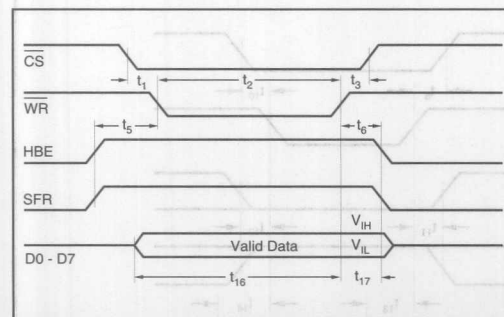 CS
t1 t2 t3
WR
t5 t6
HBE
SFR
VIH
D0 - D7 Valid Data VIL
t16 t17